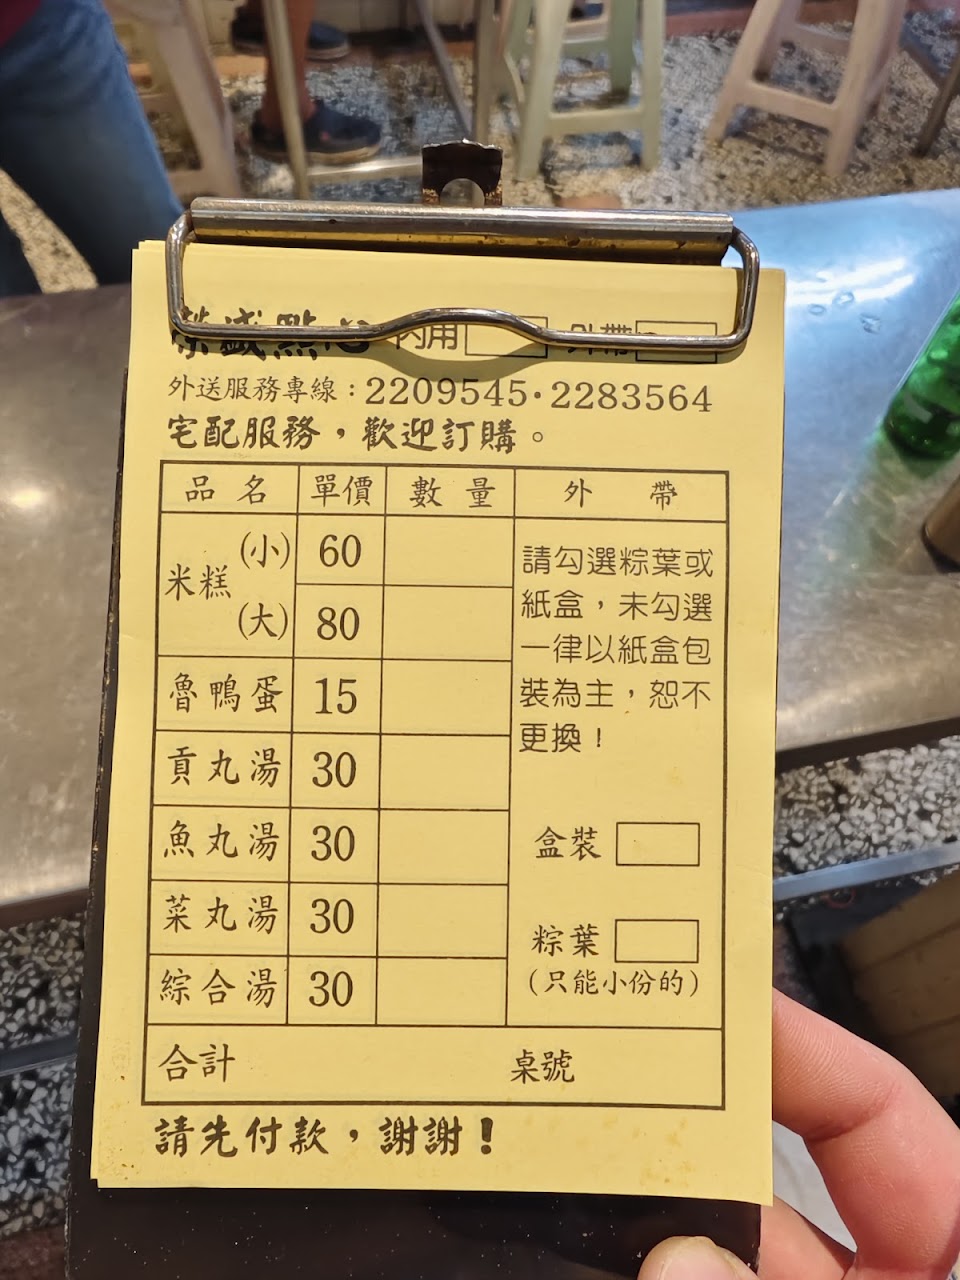 榮盛點心 內用 外帶
外送服務專線：2209545·2283564
宅配服務，歡迎訂購。
品名 單價 數量 外帶
米糕 (小) 60
(大) 80
魯鴨蛋 15
貢丸湯 30
魚丸湯 30
菜丸湯 30
綜合湯 30
請勾選粽葉或
紙盒，未勾選
一律以紙盒包
裝為主，恕不
更換！
盒裝
粽葉
(只能小份的)
合計 桌號
請先付款，謝謝！